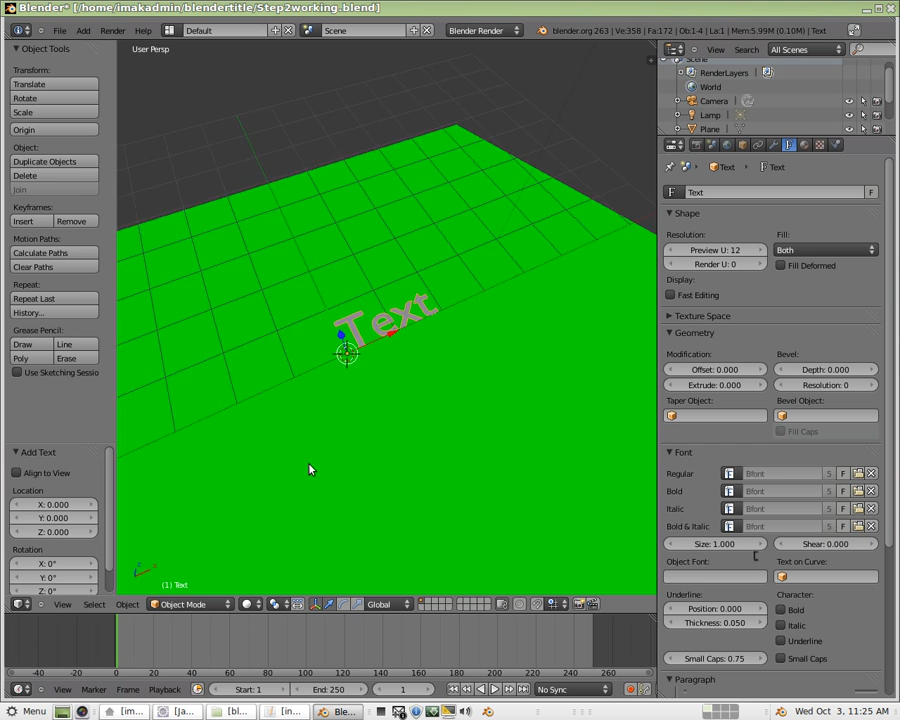 Blender* [/home/imakadmin/blendertitle/Step2working.blend]
File Add Render Help Default Scene Blender Render blender.org 263 | Ve:358 | Fa:172 | Ob:1-4 | La:1 | Mem:5.99M (0.10M) | Text
Object Tools
Transform:
Translate
Rotate
Scale
Origin
Object:
Duplicate Objects
Delete
Join
Keyframes:
Insert Remove
Motion Paths:
Calculate Paths
Clear Paths
Repeat:
Repeat Last
History...
Grease Pencil:
Draw Line
Poly Erase
Use Sketching Sessio
Add Text
Align to View
Location
X: 0.000
Y: 0.000
Z: 0.000
Rotation
X: 0°
Y: 0°
Z: 0°
User Persp
Text
(1) Text
View Select Object Object Mode Global
View Search All Scenes
Scene
RenderLayers
World
Camera
Lamp
Plane
Text Text
F Text F
Shape
Resolution: Fill:
Preview U: 12 Both
Render U: 0 Fill Deformed
Display:
Fast Editing
Texture Space
Geometry
Modification: Bevel:
Offset: 0.000 Depth: 0.000
Extrude: 0.000 Resolution: 0
Taper Object: Bevel Object:
Fill Caps
Font
Regular Bfont 5 F
Bold Bfont 5 F
Italic Bfont 5 F
Bold & Italic Bfont 5 F
Size: 1.000 Shear: 0.000
Object Font: Text on Curve:
Underline: Character:
Position: 0.000 Bold
Thickness: 0.050 Italic
Underline
Small Caps: 0.75 Small Caps
Paragraph
-40 -20 0 20 40 60 80 100 120 140 160 180 200 220 240 260
View Marker Frame Playback Start: 1 End: 250 1 No Sync
Menu [im... [Ja... [bl... [in... Ble... Wed Oct 3, 11:25 AM